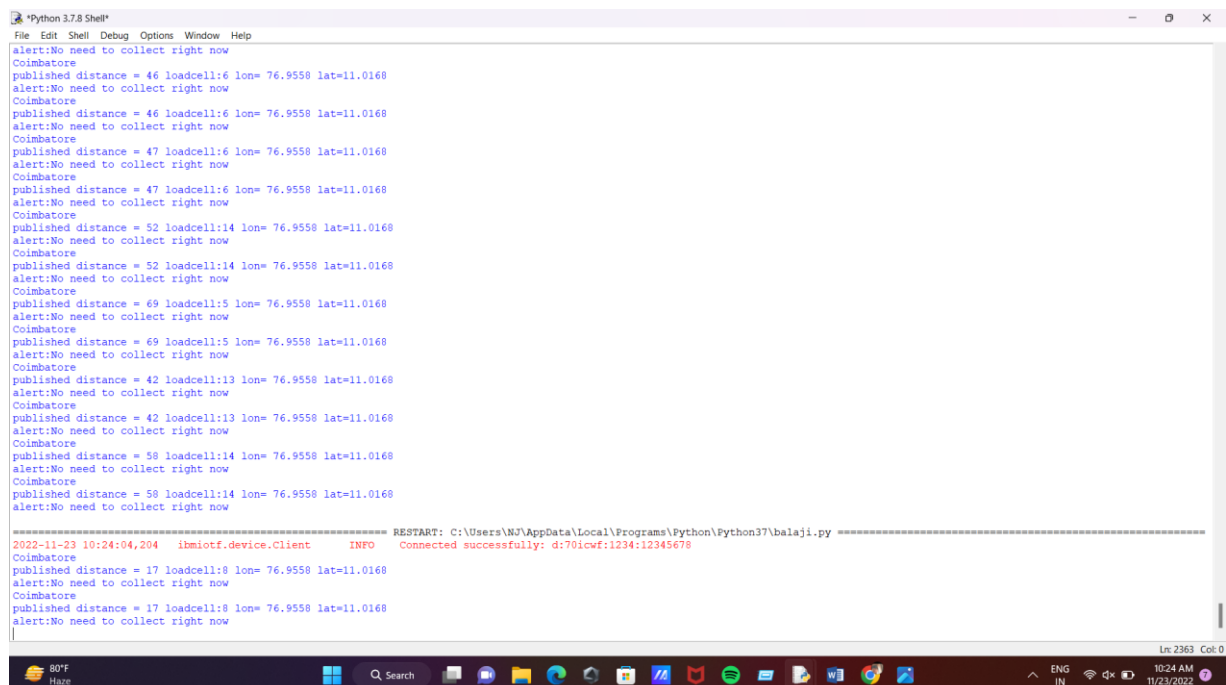 *Python 3.7.8 Shell*
File Edit Shell Debug Options Window Help
alert:No need to collect right now
Coimbatore
published distance = 46 loadcell:6 lon= 76.9558 lat=11.0168
alert:No need to collect right now
Coimbatore
published distance = 46 loadcell:6 lon= 76.9558 lat=11.0168
alert:No need to collect right now
Coimbatore
published distance = 47 loadcell:6 lon= 76.9558 lat=11.0168
alert:No need to collect right now
Coimbatore
published distance = 47 loadcell:6 lon= 76.9558 lat=11.0168
alert:No need to collect right now
Coimbatore
published distance = 52 loadcell:14 lon= 76.9558 lat=11.0168
alert:No need to collect right now
Coimbatore
published distance = 52 loadcell:14 lon= 76.9558 lat=11.0168
alert:No need to collect right now
Coimbatore
published distance = 69 loadcell:5 lon= 76.9558 lat=11.0168
alert:No need to collect right now
Coimbatore
published distance = 69 loadcell:5 lon= 76.9558 lat=11.0168
alert:No need to collect right now
Coimbatore
published distance = 42 loadcell:13 lon= 76.9558 lat=11.0168
alert:No need to collect right now
Coimbatore
published distance = 42 loadcell:13 lon= 76.9558 lat=11.0168
alert:No need to collect right now
Coimbatore
published distance = 58 loadcell:14 lon= 76.9558 lat=11.0168
alert:No need to collect right now
Coimbatore
published distance = 58 loadcell:14 lon= 76.9558 lat=11.0168
alert:No need to collect right now
=========================================================== RESTART: C:\Users\NJ\AppData\Local\Programs\Python\Python37\balaji.py ===========================================================
2022-11-23 10:24:04,204 ibmiotf.device.Client INFO Connected successfully: d:70icwf:1234:12345678
Coimbatore
published distance = 17 loadcell:8 lon= 76.9558 lat=11.0168
alert:No need to collect right now
Coimbatore
published distance = 17 loadcell:8 lon= 76.9558 lat=11.0168
alert:No need to collect right now
Ln: 2363 Col: 0
80°F
Haze
Search
ENG
IN
10:24 AM
11/23/2022
7